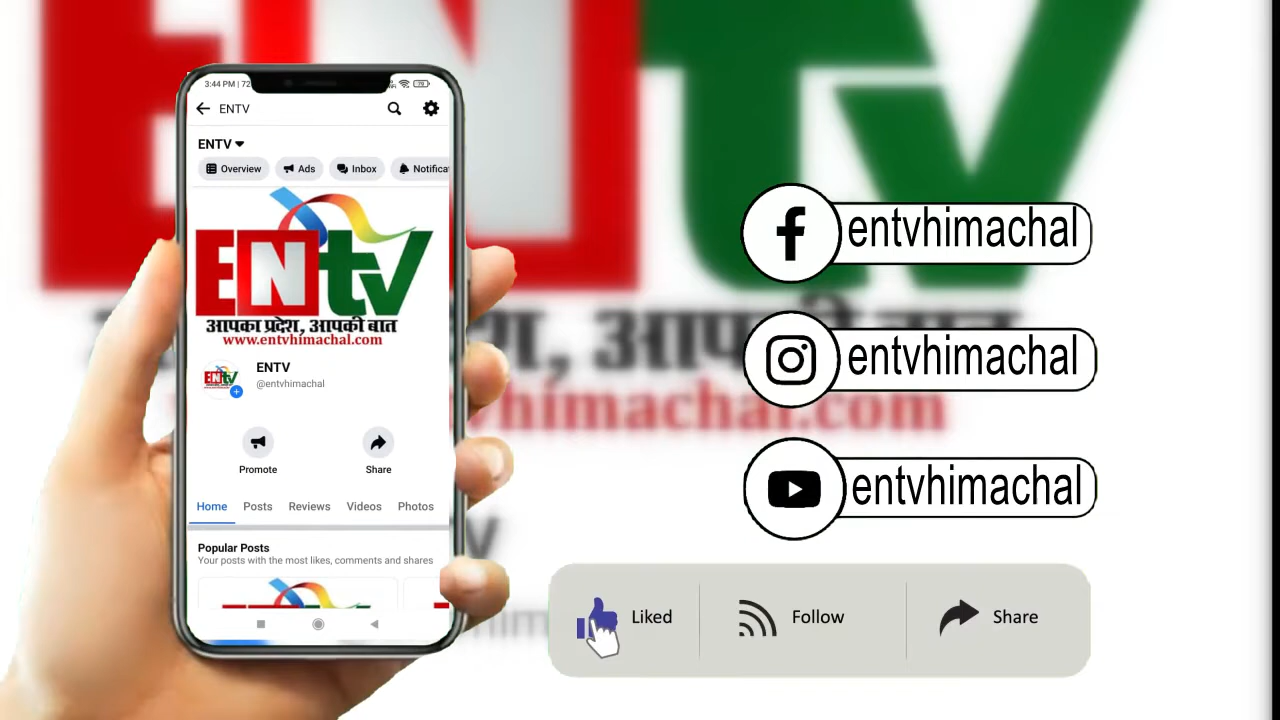 3:44 PM | 72
ENTV
ENTV
Overview
Ads
Inbox
Notificat
ENtv
आपका प्रदेश, आपकी बात
www.entvhimachal.com
ENTV
@entvhimachal
Promote
Share
Home
Posts
Reviews
Videos
Photos
Popular Posts
Your posts with the most likes, comments and shares
entvhimachal
entvhimachal
entvhimachal
Liked
Follow
Share